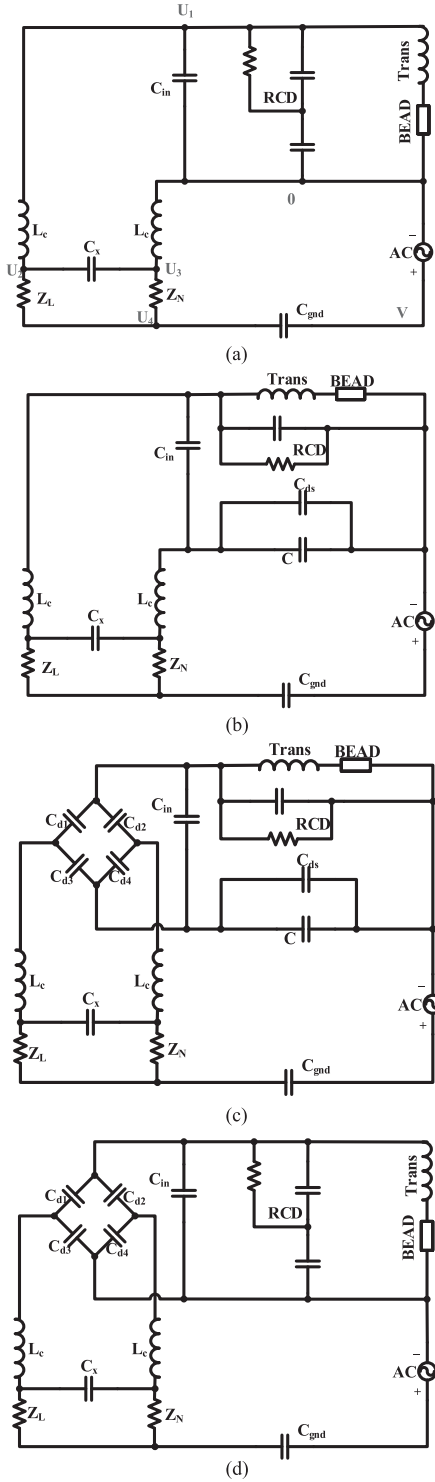 U1
Cin
RCD
Trans
BEAD
0
Lc
Lc
Cx
U2
U3
ZL
ZN
U4
−
AC
+
V
Cgnd
(a)
Trans
BEAD
Cin
RCD
Cds
C
Lc
Cx
Lc
−
AC
+
ZL
ZN
Cgnd
(b)
Trans
BEAD
Cin
Cd1
Cd2
RCD
Cd3
Cd4
Cds
C
Lc
Lc
−
AC
+
Cx
ZL
ZN
Cgnd
(c)
Cd1
Cd2
Cin
RCD
Trans
BEAD
Cd3
Cd4
Lc
Lc
Cx
−
AC
+
ZL
ZN
Cgnd
(d)